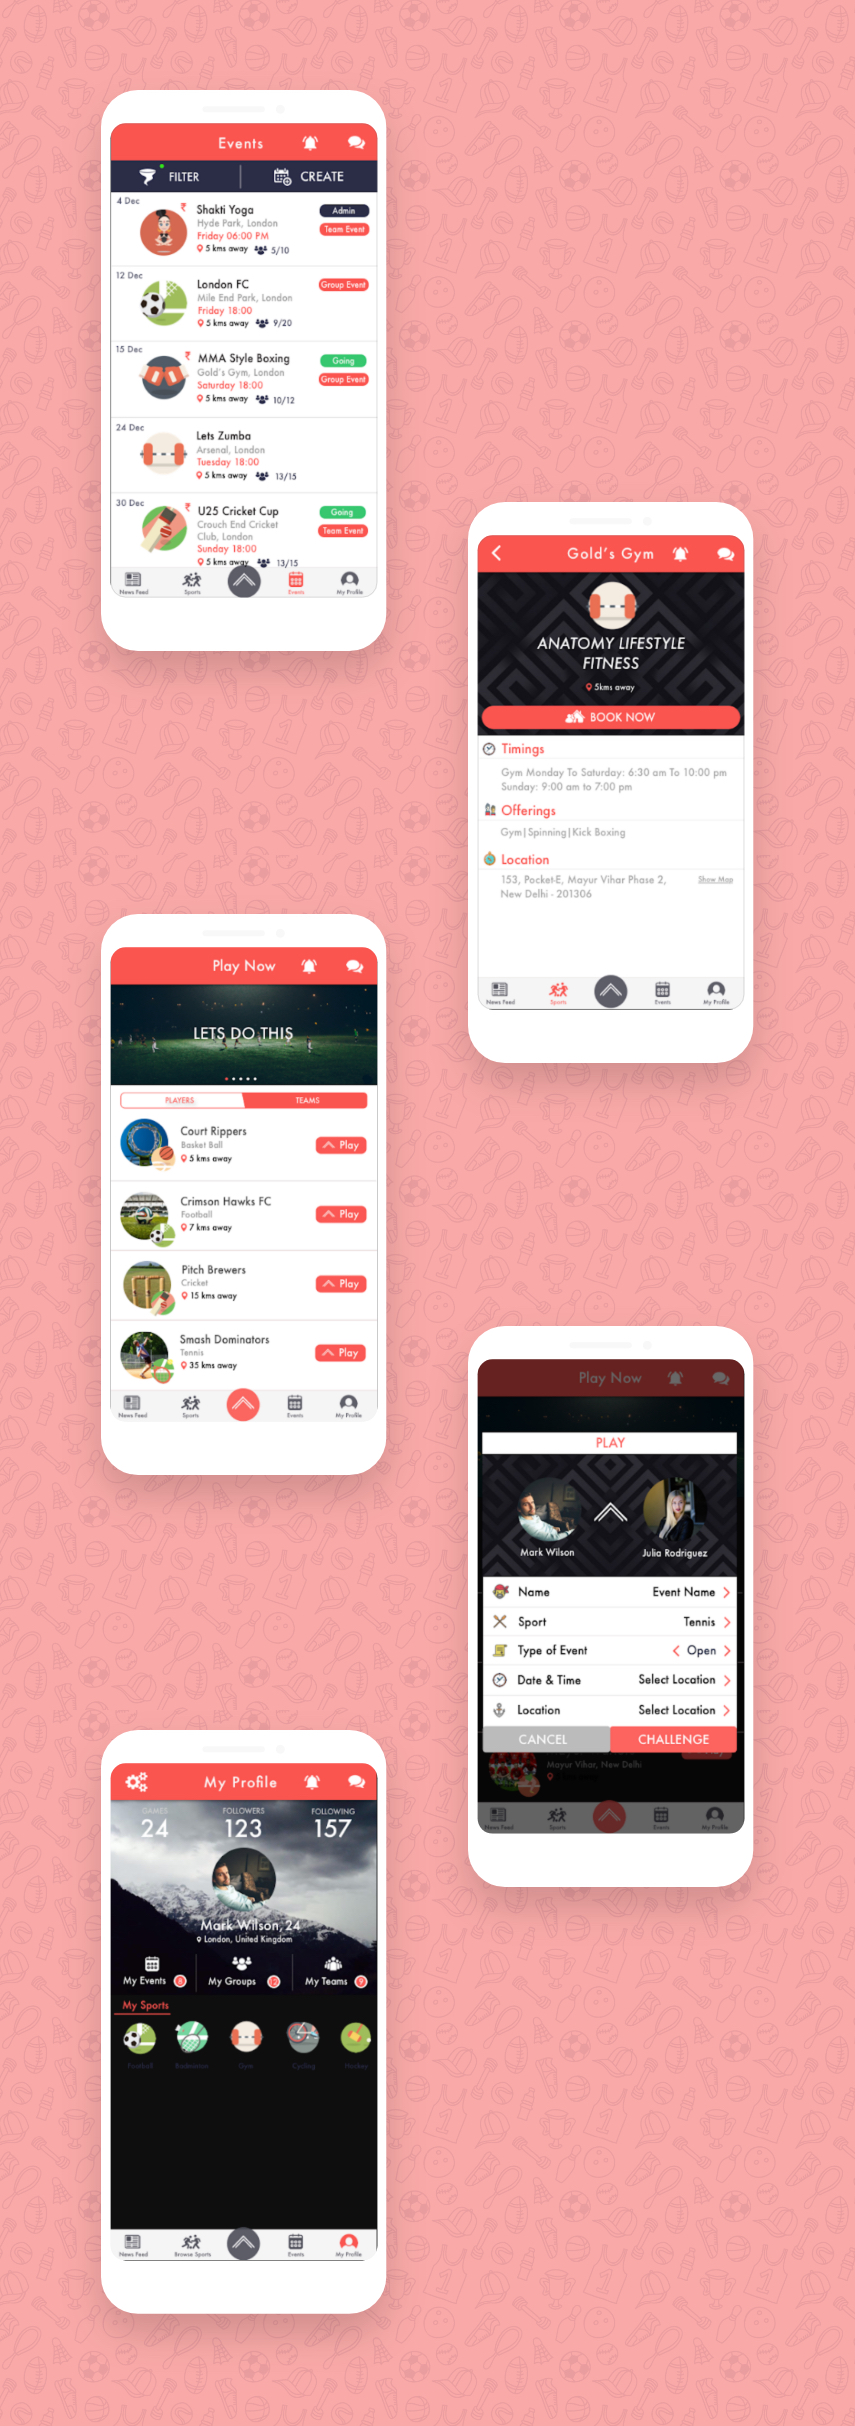 Events
FILTER
CREATE
4 Dec
Shakti Yoga
Hyde Park, London
Friday 06:00 PM
5 kms away 5/10
Admin
Team Event
12 Dec
London FC
Mile End Park, London
Friday 18:00
5 kms away 9/20
Group Event
15 Dec
MMA Style Boxing
Gold's Gym, London
Saturday 18:00
5 kms away 10/12
Going
Group Event
24 Dec
Lets Zumba
Arsenal, London
Tuesday 18:00
5 kms away 13/15
30 Dec
U25 Cricket Cup
Crouch End Cricket
Club, London
Sunday 18:00
5 kms away 13/15
Going
Team Event
News Feed
Sports
Events
My Profile
Gold's Gym
ANATOMY LIFESTYLE
FITNESS
5kms away
BOOK NOW
Timings
Gym Monday To Saturday: 6:30 am To 10:00 pm
Sunday: 9:00 am to 7:00 pm
Offerings
Gym|Spinning|Kick Boxing
Location
153, Pocket-E, Mayur Vihar Phase 2,
New Delhi - 201306
Show Map
News Feed
Sports
Events
My Profile
Play Now
LETS DO THIS
PLAYERS
TEAMS
Court Rippers
Basket Ball
5 kms away
Play
Crimson Hawks FC
Football
7 kms away
Play
Pitch Brewers
Cricket
15 kms away
Play
Smash Dominators
Tennis
35 kms away
Play
News Feed
Sports
Events
My Profile
Play Now
PLAY
Mark Wilson
Julia Rodriguez
Name
Event Name
Sport
Tennis
Type of Event
Open
Date & Time
Select Location
Location
Select Location
CANCEL
CHALLENGE
Mayur Vihar, New Delhi
News Feed
Sports
Events
My Profile
My Profile
GAMES
24
FOLLOWERS
123
FOLLOWING
157
Mark Wilson, 24
London, United Kingdom
My Events
My Groups 12
My Teams 9
My Sports
Football
Badminton
Gym
Cycling
Hockey
News Feed
Browse Sports
Events
My Profile